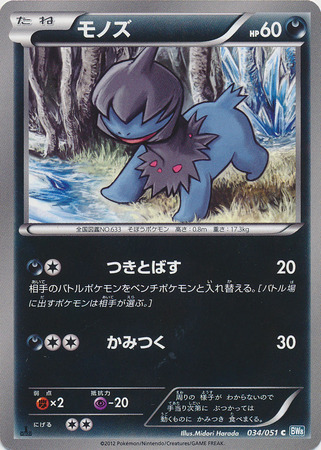 たね モノズ HP60
全国図鑑NO.633 そぼうポケモン 高さ：0.8m 重さ：17.3kg
つきとばす 20
相手のバトルポケモンをベンチポケモンと入れ替える。[バトル場
に出すポケモンは相手が選ぶ。]
かみつく 30
弱点 ×2 抵抗力 -20
にげる
周りの様子が わからないので
手当り次第に ぶつかっては
動くものに かみつき 食べまくる。
Illus.Midori Harada 034/051 C BW8
©2012 Pokémon/Nintendo/Creatures/GAME FREAK.